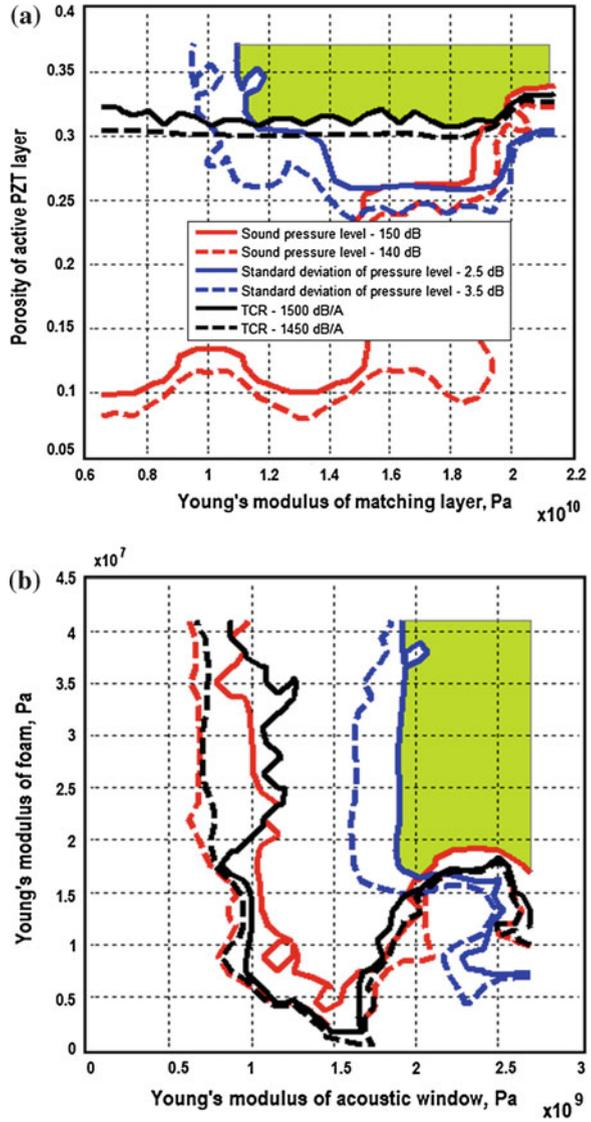 (a)
0.4
0.35
0.3
0.25
0.2
0.15
0.1
0.05
Porosity of active PZT layer
Sound pressure level - 150 dB
Sound pressure level - 140 dB
Standard deviation of pressure level - 2.5 dB
Standard deviation of pressure level - 3.5 dB
TCR - 1500 dB/A
TCR - 1450 dB/A
0.6 0.8 1 1.2 1.4 1.6 1.8 2 2.2
Young's modulus of matching layer, Pa x10^10
(b)
x10^7
4.5
4
3.5
3
2.5
2
1.5
1
0.5
0
Young's modulus of foam, Pa
0 0.5 1 1.5 2 2.5 3
Young's modulus of acoustic window, Pa x10^9